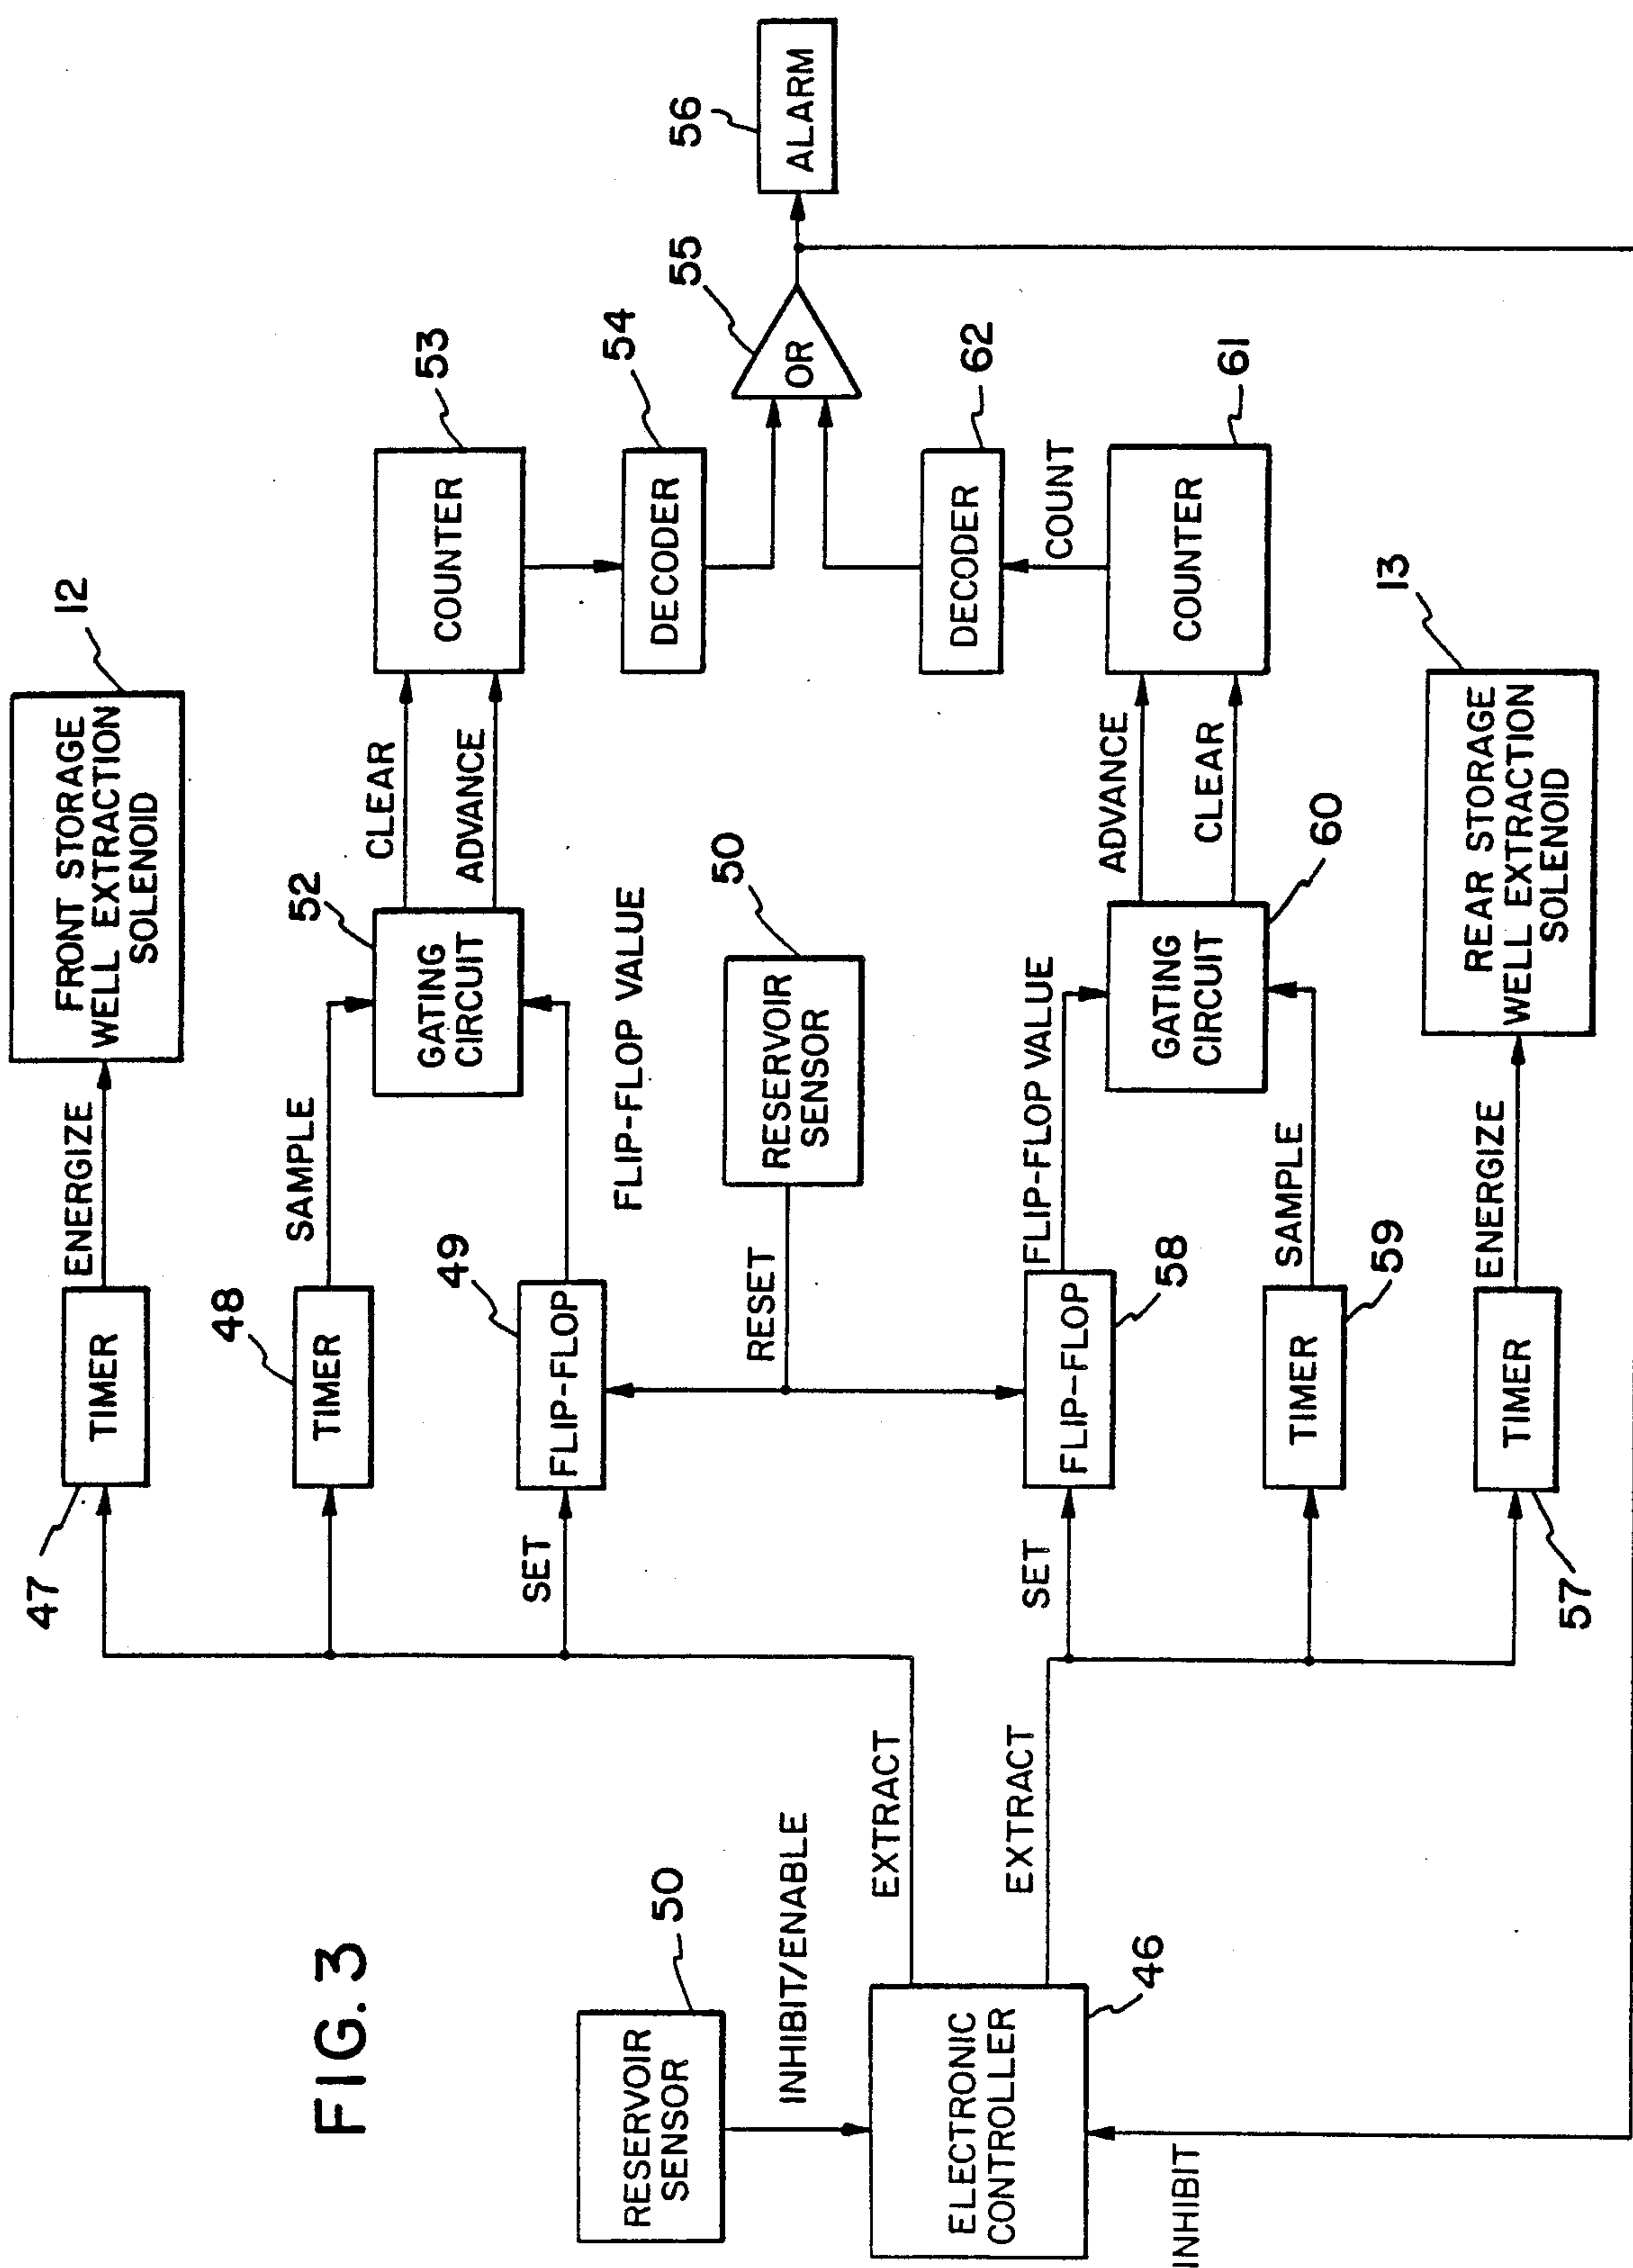 FIG. 3
RESERVOIR
SENSOR
50
INHIBIT/ENABLE
ELECTRONIC
CONTROLLER
46
INHIBIT
EXTRACT
EXTRACT
47
TIMER
ENERGIZE
FRONT STORAGE
WELL EXTRACTION
SOLENOID
12
48
TIMER
SAMPLE
SET
49
FLIP-FLOP
FLIP-FLOP VALUE
52
GATING
CIRCUIT
CLEAR
ADVANCE
COUNTER
53
DECODER
54
RESET
RESERVOIR
SENSOR
50
OR
55
ALARM
56
SET
FLIP-FLOP
58
FLIP-FLOP VALUE
GATING
CIRCUIT
60
ADVANCE
CLEAR
COUNTER
61
COUNT
DECODER
62
TIMER
59
SAMPLE
TIMER
57
ENERGIZE
REAR STORAGE
WELL EXTRACTION
SOLENOID
13